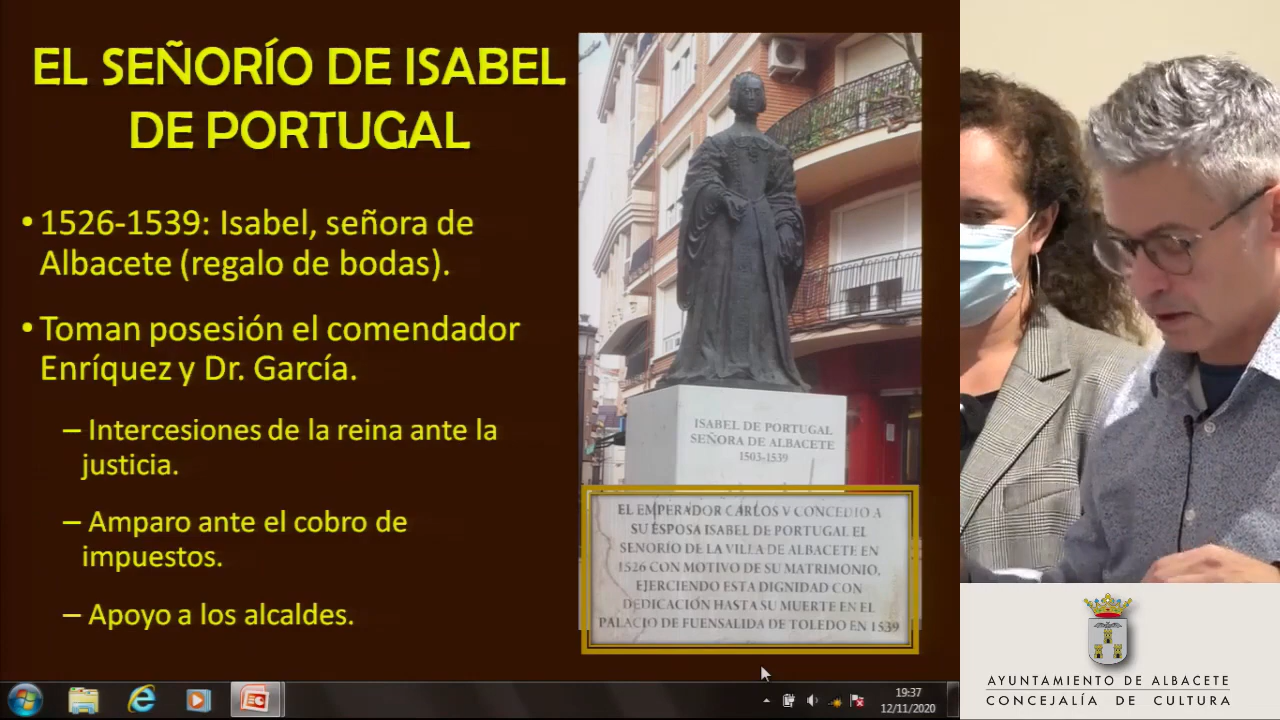 EL SEÑORÍO DE ISABEL
DE PORTUGAL
• 1526-1539: Isabel, señora de
Albacete (regalo de bodas).
• Toman posesión el comendador
Enríquez y Dr. García.
– Intercesiones de la reina ante la
justicia.
– Amparo ante el cobro de
impuestos.
– Apoyo a los alcaldes.
ISABEL DE PORTUGAL
SEÑORA DE ALBACETE
1503-1539
EL EMPERADOR CARLOS V CONCEDIO A
SU ESPOSA ISABEL DE PORTUGAL EL
SENORIO DE LA VILLA DE ALBACETE EN
1526 CON MOTIVO DE SU MATRIMONIO,
EJERCIENDO ESTA DIGNIDAD CON
DEDICACIÓN HASTA SU MUERTE EN EL
PALACIO DE FUENSALIDA DE TOLEDO EN 1539
19:37
12/11/2020
AYUNTAMIENTO DE ALBACETE
CONCEJALÍA DE CULTURA